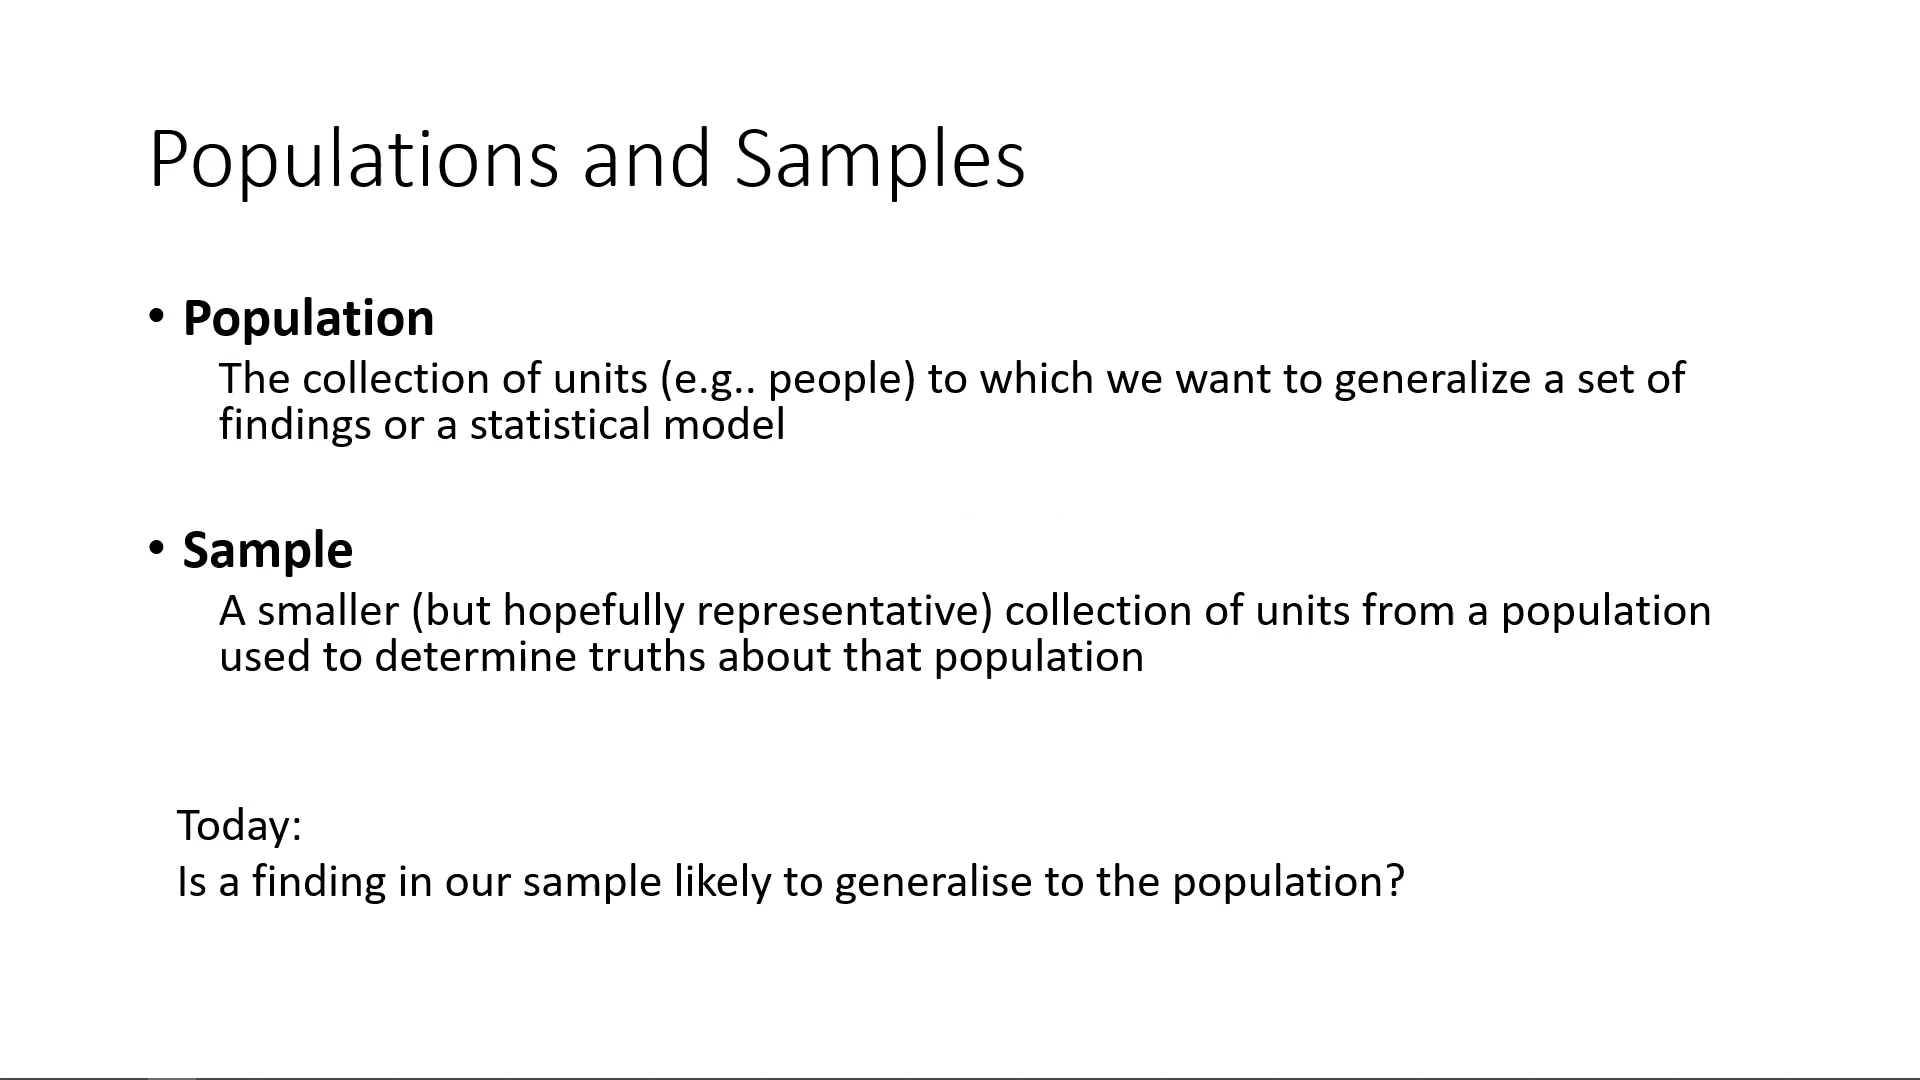 Populations and Samples
• Population
The collection of units (e.g.. people) to which we want to generalize a set of
findings or a statistical model
• Sample
A smaller (but hopefully representative) collection of units from a population
used to determine truths about that population
Today:
Is a finding in our sample likely to generalise to the population?